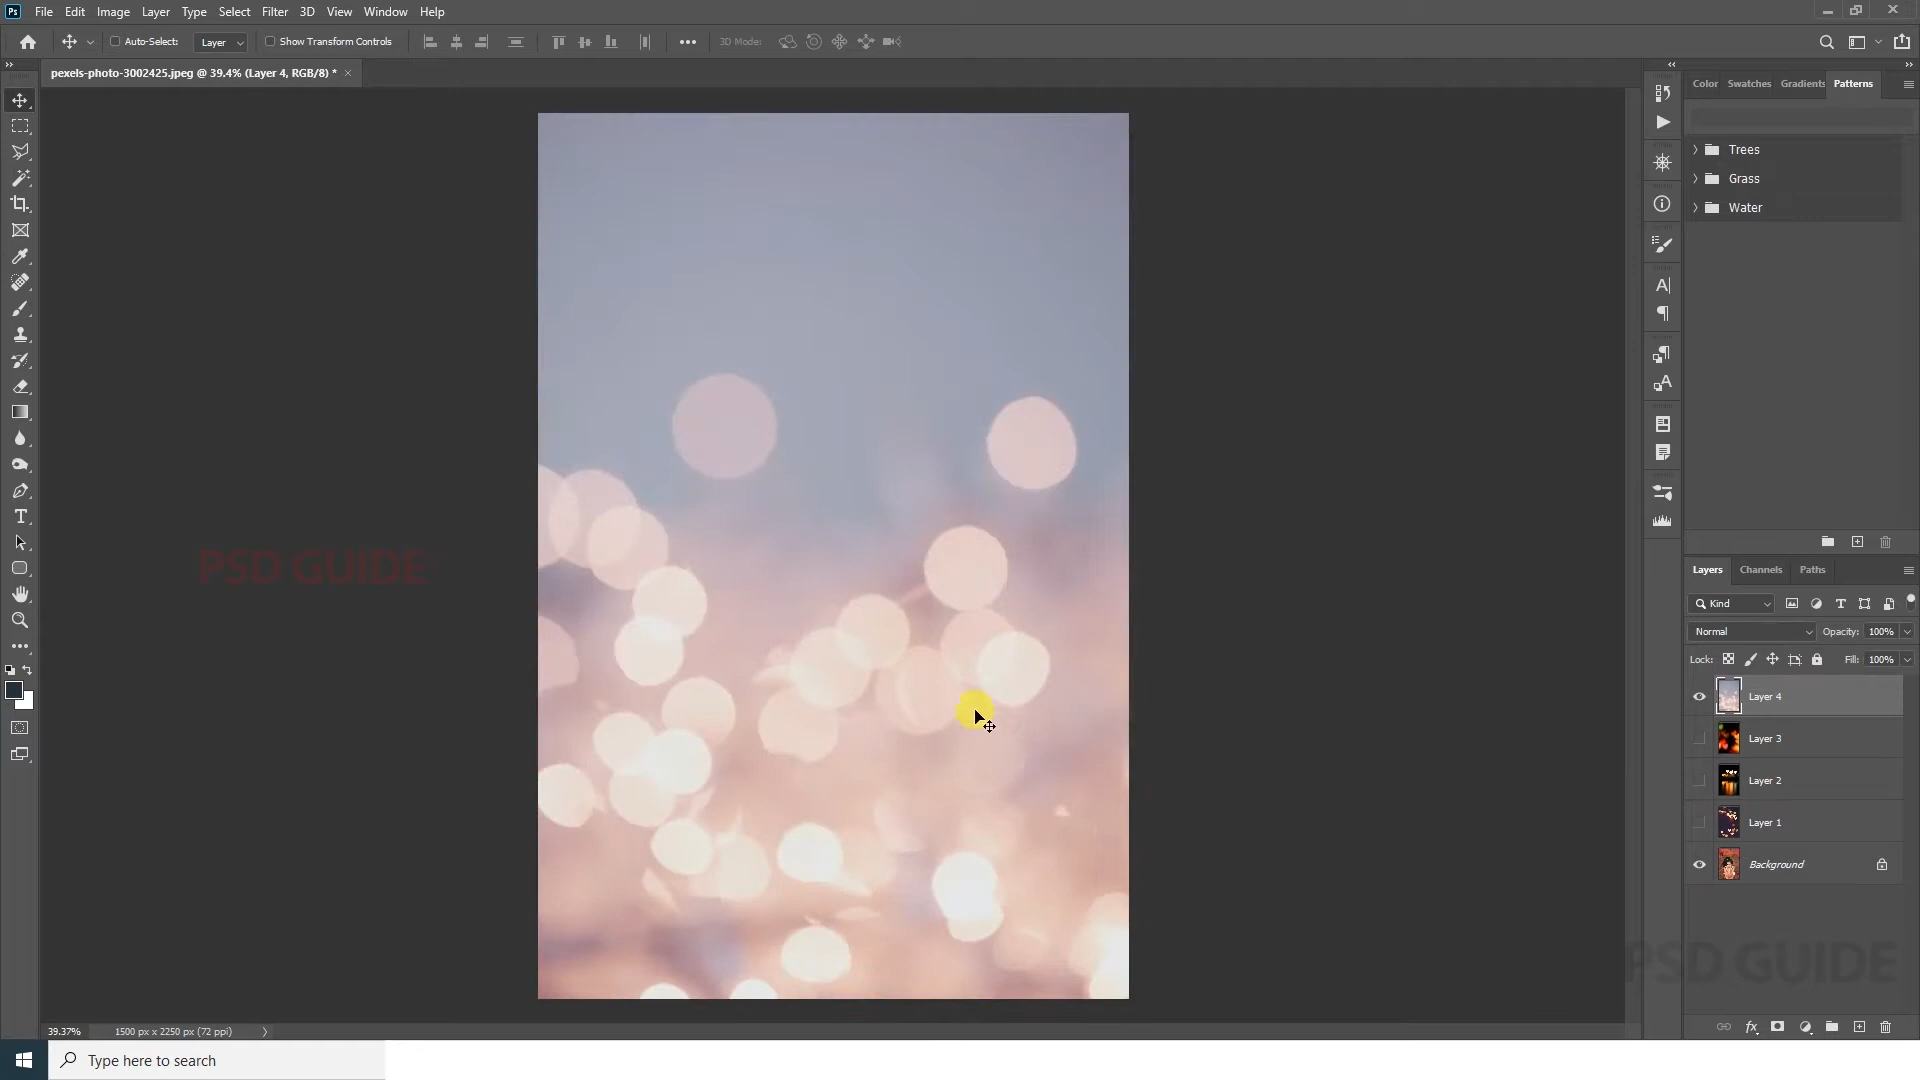 Ps File Edit Image Layer Type Select Filter 3D View Window Help
Auto-Select: Layer Show Transform Controls 3D Mode:
pexels-photo-3002425.jpeg @ 39.4% (Layer 4, RGB/8) *
Color Swatches Gradients Patterns
Trees
Grass
Water
PSD GUIDE
Layers Channels Paths
Kind
Normal Opacity: 100%
Lock: Fill: 100%
Layer 4
Layer 3
Layer 2
Layer 1
Background
PSD GUIDE
39.37% 1500 px x 2250 px (72 ppi)
Type here to search